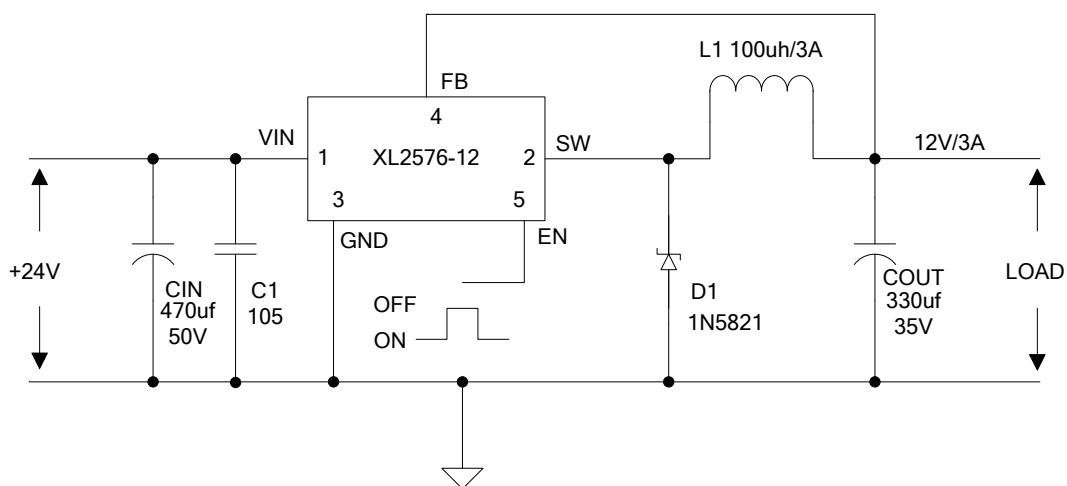 L1 100uh/3A
FB
4
VIN
1
XL2576-12
2
SW
12V/3A
3
5
GND
EN
+24V
CIN
470uf
50V
C1
105
OFF
ON
D1
1N5821
COUT
330uf
35V
LOAD